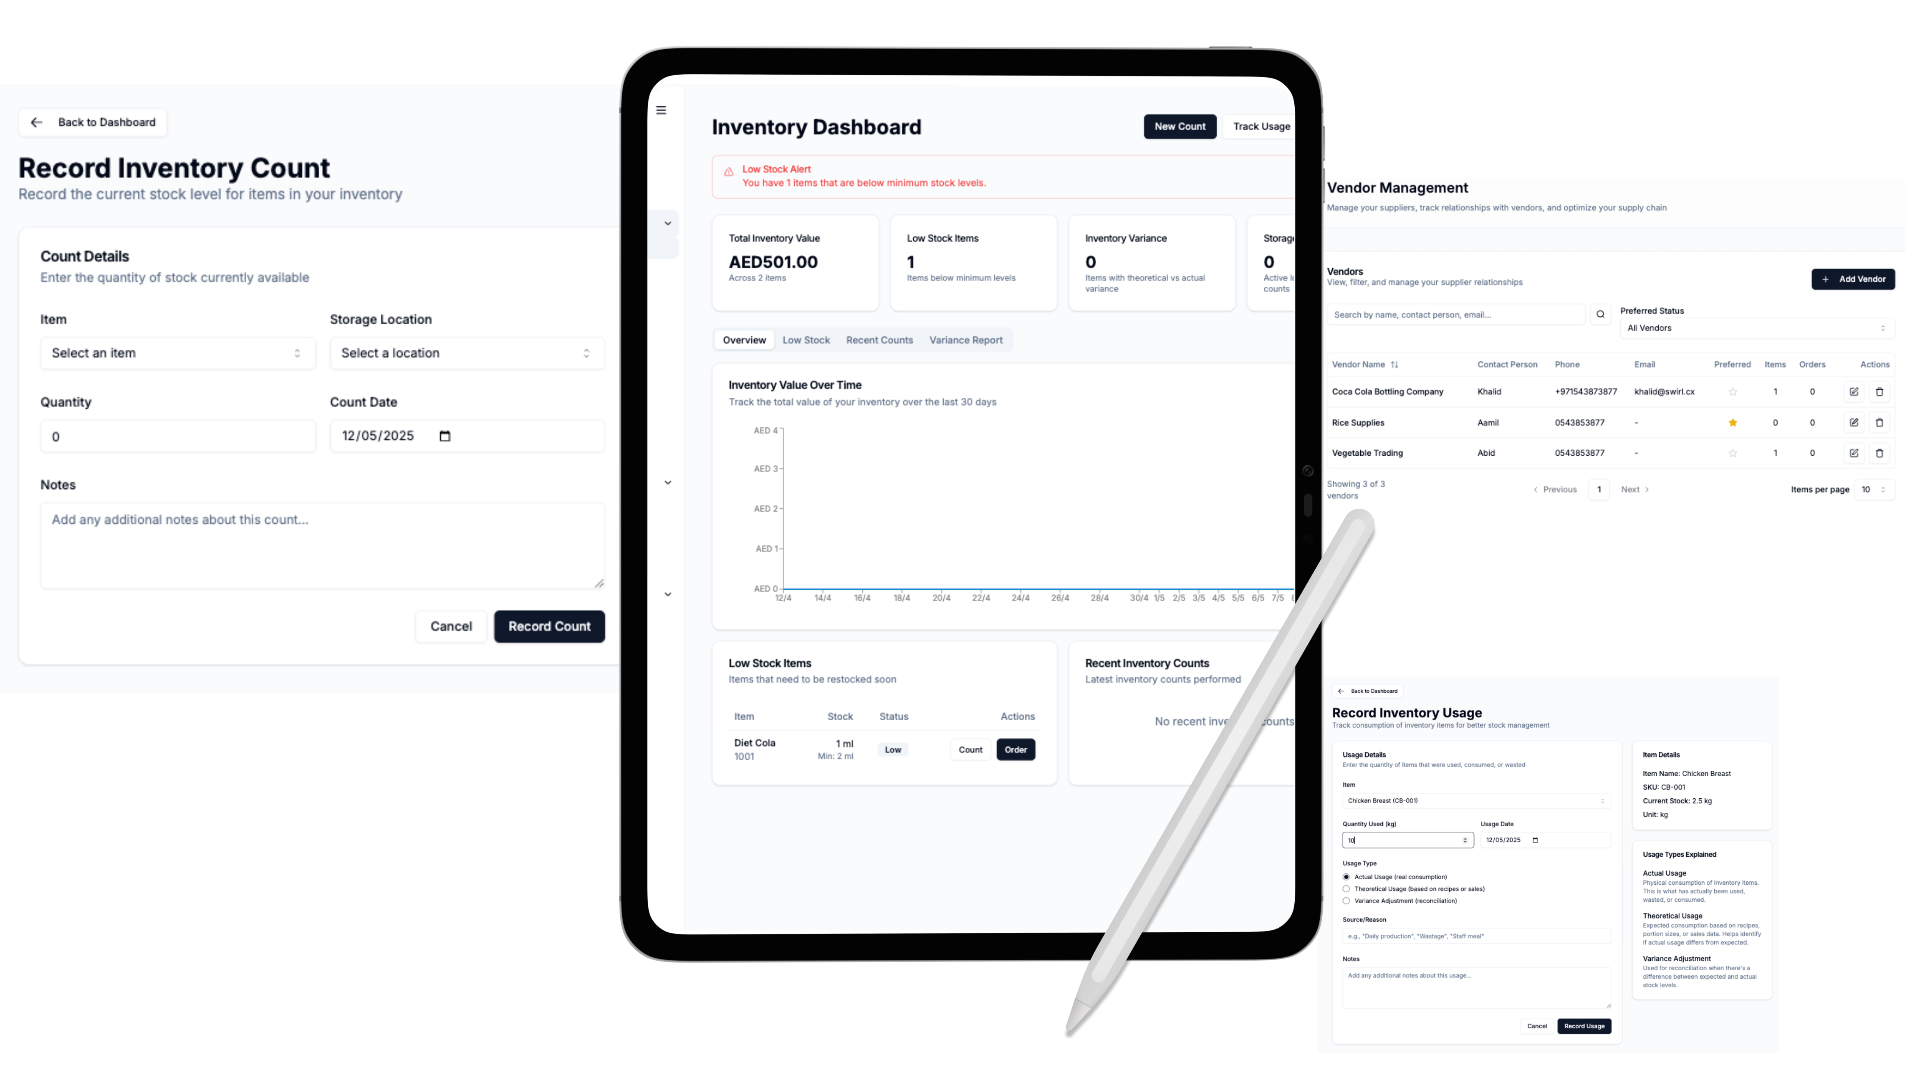 Back to Dashboard
Record Inventory Count
Record the current stock level for items in your inventory
Count Details
Enter the quantity of stock currently available
Item
Storage Location
Select an item
Select a location
Quantity
Count Date
0
12/05/2025
Notes
Add any additional notes about this count...
Cancel
Record Count
Inventory Dashboard
New Count
Track Usage
Low Stock Alert
You have 1 items that are below minimum stock levels.
Total Inventory Value
AED501.00
Across 2 items
Low Stock Items
1
Items below minimum levels
Inventory Variance
0
Items with theoretical vs actual
variance
Storag
0
Active l
counts
Overview
Low Stock
Recent Counts
Variance Report
Inventory Value Over Time
Track the total value of your inventory over the last 30 days
AED 4
AED 3
AED 2
AED 1
AED 0
12/4 14/4 16/4 18/4 20/4 22/4 24/4 26/4 28/4 30/4 1/5 2/5 3/5 4/5 5/5 6/5 7/5
Low Stock Items
Items that need to be restocked soon
Item Stock Status Actions
Diet Cola 1 ml Low Count Order
1001 Min: 2 ml
Recent Inventory Counts
Latest inventory counts performed
No recent inve ounts
Vendor Management
Manage your suppliers, track relationships with vendors, and optimize your supply chain
Vendors
View, filter, and manage your supplier relationships
+ Add Vendor
Search by name, contact person, email...
Preferred Status
All Vendors
Vendor Name Contact Person Phone Email Preferred Items Orders Actions
Coca Cola Bottling Company Khalid +971543873877 khalid@swirl.cx 1 0
Rice Supplies Aamil 0543853877 - 0 0
Vegetable Trading Abid 0543853877 - 1 0
Showing 3 of 3
vendors
Previous 1 Next
Items per page 10
Back to Dashboard
Record Inventory Usage
Track consumption of inventory items for better stock management
Usage Details
Enter the quantity of items that were used, consumed, or wasted
Item
Chicken Breast (CB-001)
Quantity Used (kg)
Usage Date
10
12/05/2025
Usage Type
Actual Usage (real consumption)
Theoretical Usage (based on recipes or sales)
Variance Adjustment (reconciliation)
Source/Reason
e.g., "Daily production", "Wastage", "Staff meal"
Notes
Add any additional notes about this usage...
Cancel
Record Usage
Item Details
Item Name: Chicken Breast
SKU: CB-001
Current Stock: 2.5 kg
Unit: kg
Usage Types Explained
Actual Usage
Physical consumption of inventory items.
This is what has actually been used,
wasted, or consumed.
Theoretical Usage
Expected consumption based on recipes,
portion sizes, or sales data. Helps identify
if actual usage differs from expected.
Variance Adjustment
Used for reconciliation when there's a
difference between expected and actual
stock levels.